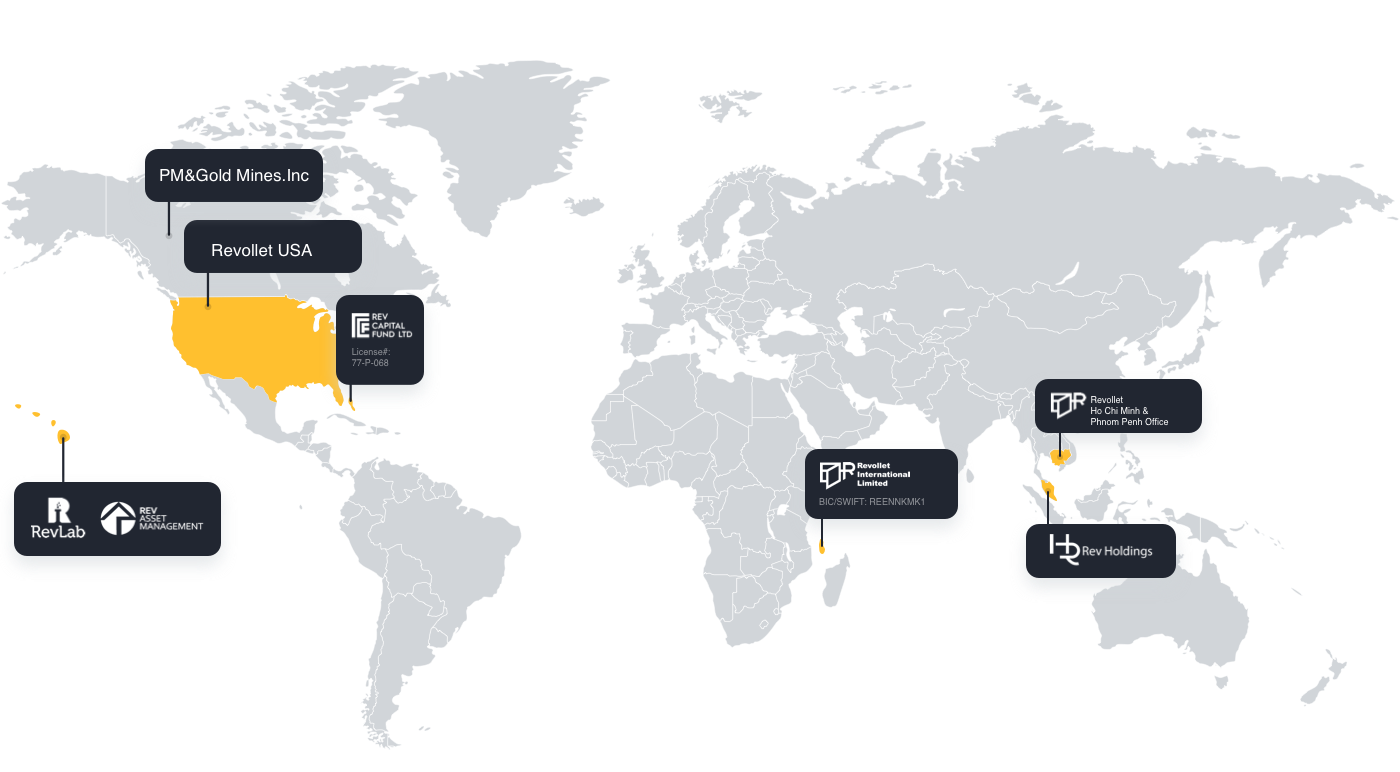 PM&Gold Mines.Inc
Revollet USA
REV
CAPITAL
FUND LTD
License#:
77-P-068
Revollet
Ho Chi Minh &
Phnom Penh Office
Revollet
International
Limited
BIC/SWIFT: REENNKMK1
RevLab
REV
ASSET
MANAGEMENT
Rev Holdings